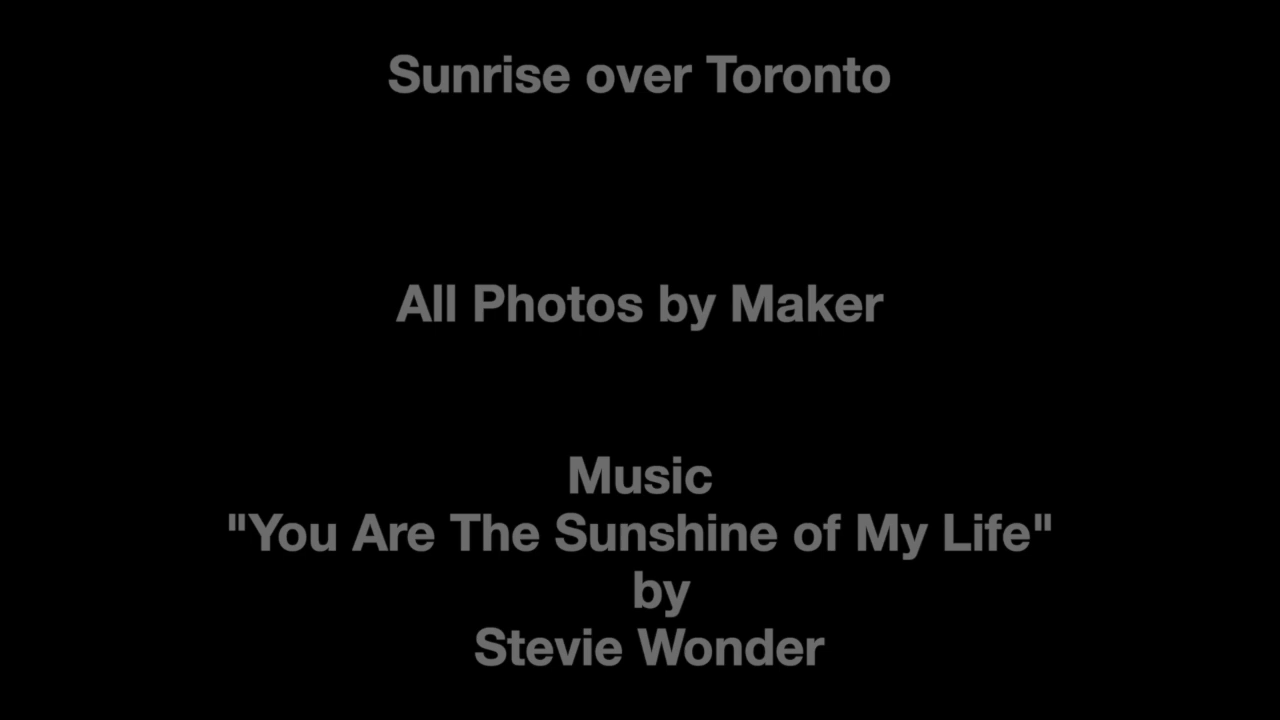 Sunrise over Toronto
All Photos by Maker
Music
"You Are The Sunshine of My Life"
by
Stevie Wonder